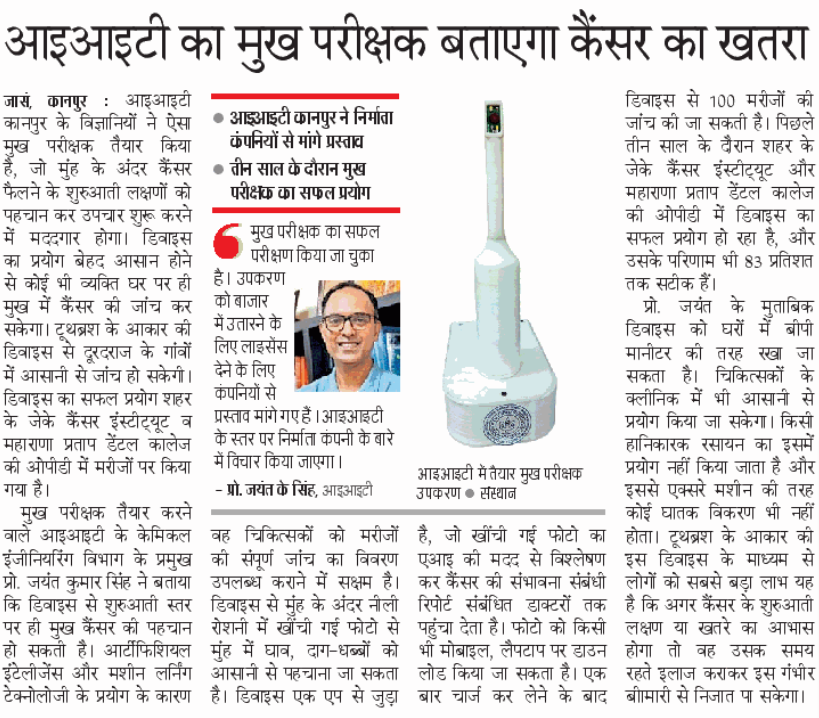 आइआइटी का मुख परीक्षक बताएगा कैंसर का खतरा
जासं, कानपुर : आइआइटी
कानपुर के विज्ञानियों ने ऐसा
मुख परीक्षक तैयार किया
है, जो मुंह के अंदर कैंसर
फैलने के शुरुआती लक्षणों को
पहचान कर उपचार शुरू करने
में मददगार होगा। डिवाइस
का प्रयोग बेहद आसान होने
से कोई भी व्यक्ति घर पर ही
मुख में कैंसर की जांच कर
सकेगा। टूथब्रश के आकार की
डिवाइस से दूरदराज के गांवों
में आसानी से जांच हो सकेगी।
डिवाइस का सफल प्रयोग शहर
के जेके कैंसर इंस्टीट्यूट व
महाराणा प्रताप डेंटल कालेज
की ओपीडी में मरीजों पर किया
गया है।
मुख परीक्षक तैयार करने
वाले आइआइटी के केमिकल
इंजीनियरिंग विभाग के प्रमुख
प्रो. जयंत कुमार सिंह ने बताया
कि डिवाइस से शुरुआती स्तर
पर ही मुख कैंसर की पहचान
हो सकती है। आर्टीफिशियल
इंटेलीजेंस और मशीन लर्निंग
टेक्नोलोजी के प्रयोग के कारण
● आइआइटी कानपुर ने निर्माता
कंपनियों से मांगे प्रस्ताव
● तीन साल के दौरान मुख
परीक्षक का सफल प्रयोग
मुख परीक्षक का सफल
परीक्षण किया जा चुका
है। उपकरण
को बाजार
में उतारने के
लिए लाइसेंस
देने के लिए
कंपनियों से
प्रस्ताव मांगे गए हैं। आइआइटी
के स्तर पर निर्माता कंपनी के बारे
में विचार किया जाएगा।
- प्रो. जयंत के सिंह, आइआइटी
आइआइटी में तैयार मुख परीक्षक
उपकरण ● संस्थान
वह चिकित्सकों को मरीजों
की संपूर्ण जांच का विवरण
उपलब्ध कराने में सक्षम है।
डिवाइस से मुंह के अंदर नीली
रोशनी में खींची गई फोटो से
मुंह में घाव, दाग-धब्बों को
आसानी से पहचाना जा सकता
है। डिवाइस एक एप से जुड़ा
है, जो खींची गई फोटो का
एआइ की मदद से विश्लेषण
कर कैंसर की संभावना संबंधी
रिपोर्ट संबंधित डाक्टरों तक
पहुंचा देता है। फोटो को किसी
भी मोबाइल, लैपटाप पर डाउन
लोड किया जा सकता है। एक
बार चार्ज कर लेने के बाद
डिवाइस से 100 मरीजों की
जांच की जा सकती है। पिछले
तीन साल के दौरान शहर के
जेके कैंसर इंस्टीट्यूट और
महाराणा प्रताप डेंटल कालेज
की ओपीडी में डिवाइस का
सफल प्रयोग हो रहा है, और
उसके परिणाम भी 83 प्रतिशत
तक सटीक हैं।
प्रो. जयंत के मुताबिक
डिवाइस को घरों में बीपी
मानीटर की तरह रखा जा
सकता है। चिकित्सकों के
क्लीनिक में भी आसानी से
प्रयोग किया जा सकेगा। किसी
हानिकारक रसायन का इसमें
प्रयोग नहीं किया जाता है और
इससे एक्सरे मशीन की तरह
कोई घातक विकरण भी नहीं
होता। टूथब्रश के आकार की
इस डिवाइस के माध्यम से
लोगों को सबसे बड़ा लाभ यह
है कि अगर कैंसर के शुरुआती
लक्षण या खतरे का आभास
होगा तो वह उसक समय
रहते इलाज कराकर इस गंभीर
बीामारी से निजात पा सकेगा।